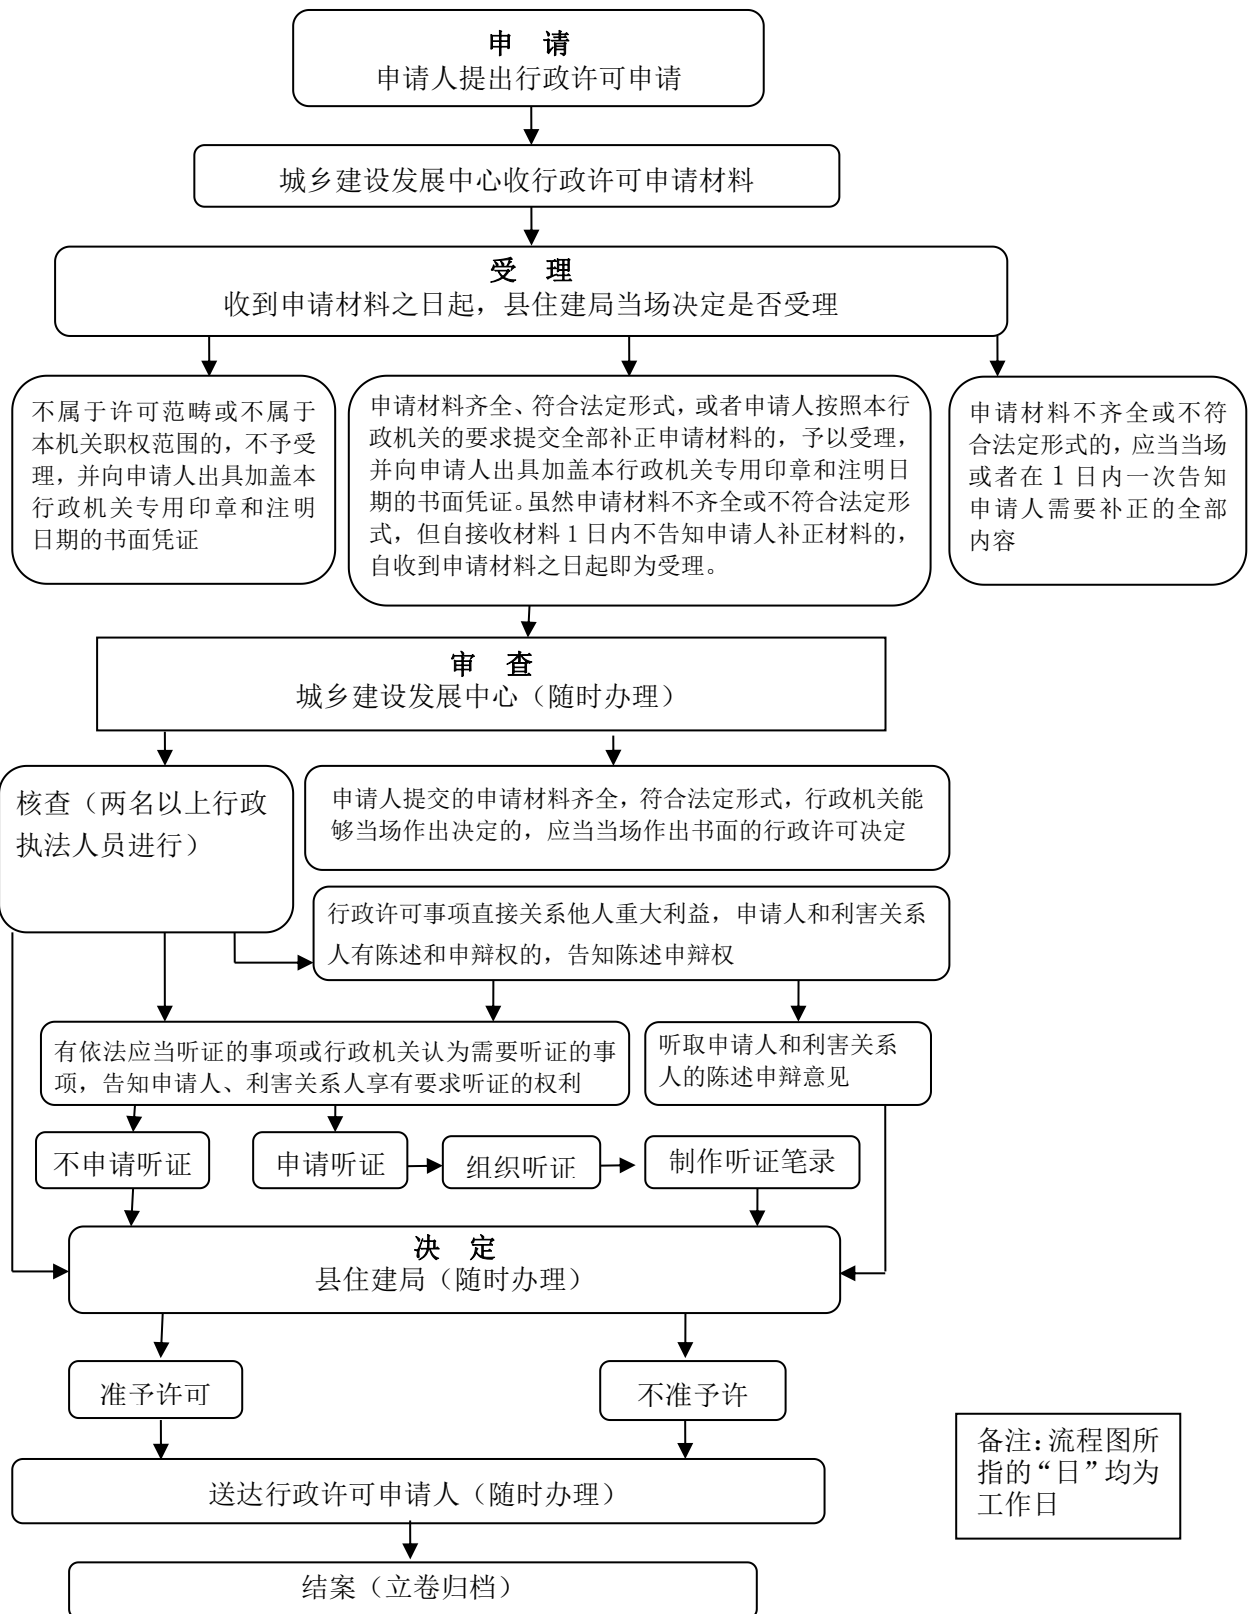 申 请
申请人提出行政许可申请
城乡建设发展中心收行政许可申请材料
受 理
收到申请材料之日起，县住建局当场决定是否受理
不属于许可范畴或不属于
本机关职权范围的，不予受
理，并向申请人出具加盖本
行政机关专用印章和注明
日期的书面凭证
申请材料齐全、符合法定形式，或者申请人按照本行
政机关的要求提交全部补正申请材料的，予以受理，
并向申请人出具加盖本行政机关专用印章和注明日
期的书面凭证。虽然申请材料不齐全或不符合法定形
式，但自接收材料 1 日内不告知申请人补正材料的，
自收到申请材料之日起即为受理。
申请材料不齐全或不符
合法定形式的，应当当场
或者在 1 日内一次告知
申请人需要补正的全部
内容
审 查
城乡建设发展中心（随时办理）
核查（两名以上行政
执法人员进行）
申请人提交的申请材料齐全，符合法定形式，行政机关能
够当场作出决定的，应当当场作出书面的行政许可决定
行政许可事项直接关系他人重大利益，申请人和利害关系
人有陈述和申辩权的，告知陈述申辩权
有依法应当听证的事项或行政机关认为需要听证的事
项，告知申请人、利害关系人享有要求听证的权利
听取申请人和利害关系
人的陈述申辩意见
不申请听证
申请听证
组织听证
制作听证笔录
决 定
县住建局（随时办理）
准予许可
不准予许
送达行政许可申请人（随时办理）
备注：流程图所
指的“日”均为
工作日
结案（立卷归档）